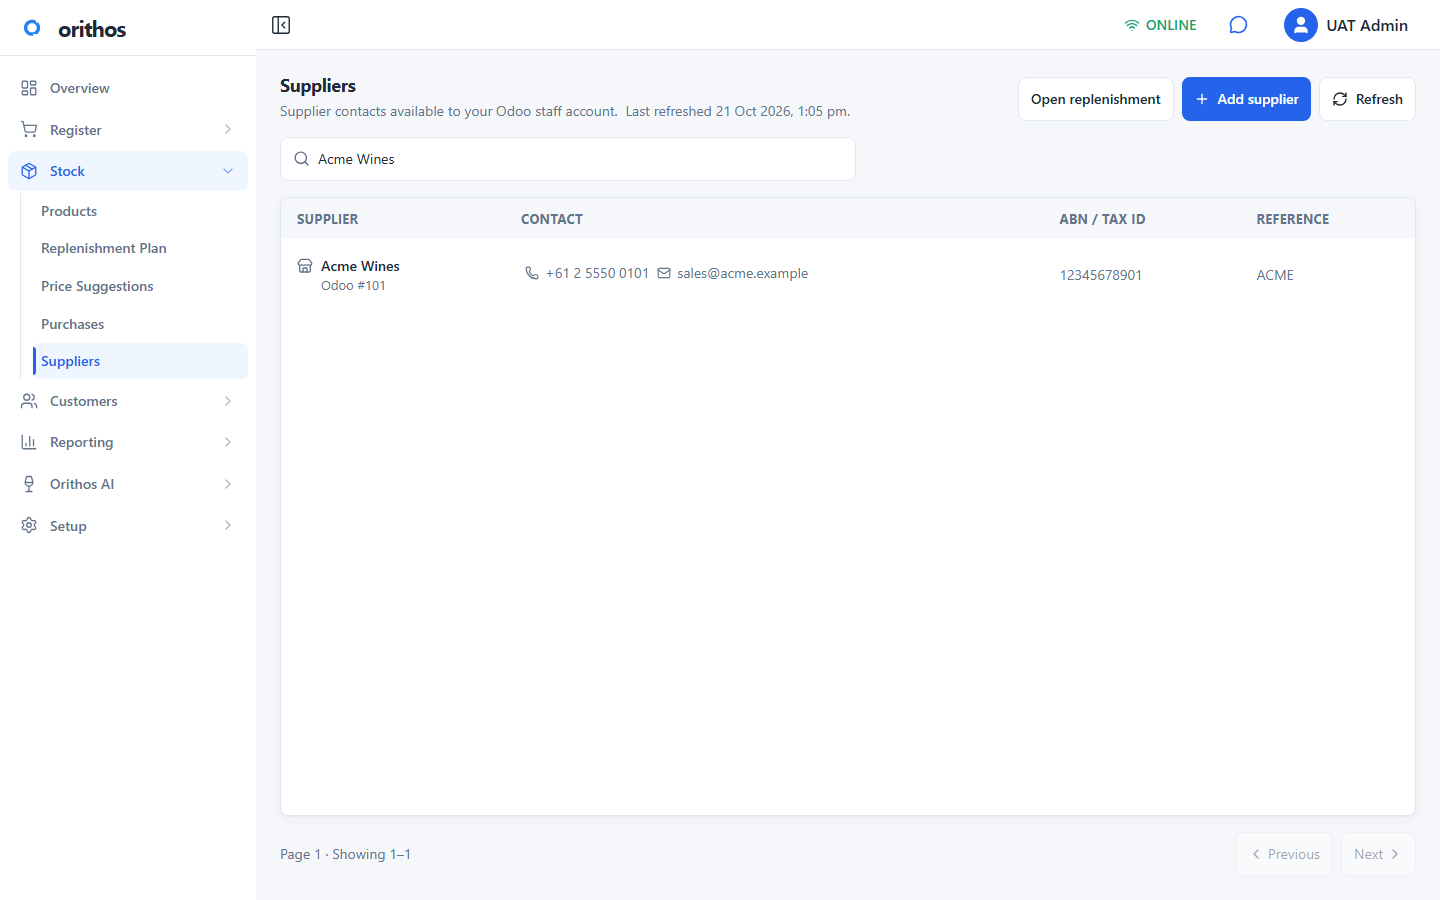 orithos
ONLINE
UAT Admin
Overview
Register
Stock
Products
Replenishment Plan
Price Suggestions
Purchases
Suppliers
Customers
Reporting
Orithos AI
Setup
Suppliers
Supplier contacts available to your Odoo staff account. Last refreshed 21 Oct 2026, 1:05 pm.
Open replenishment
Add supplier
Refresh
Acme Wines
SUPPLIER CONTACT ABN / TAX ID REFERENCE
Acme Wines +61 2 5550 0101 sales@acme.example 12345678901 ACME
Odoo #101
Page 1 · Showing 1–1
Previous
Next